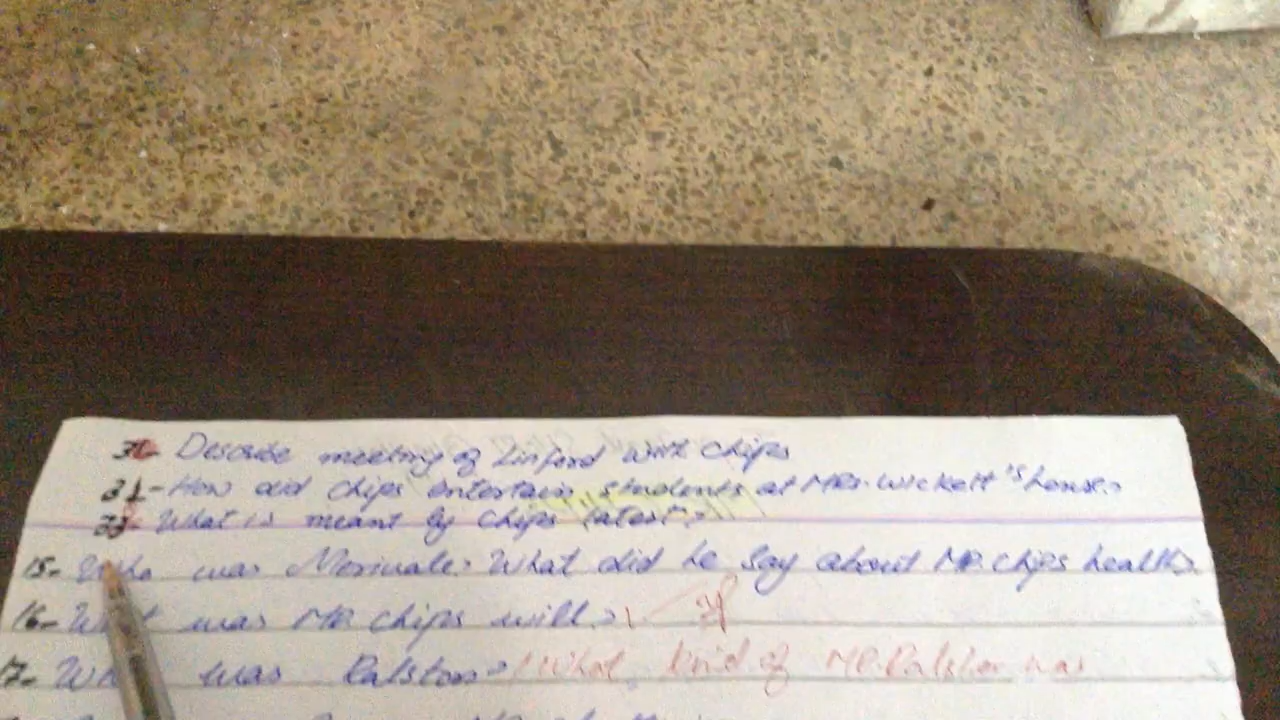 Describe meeting of Linford with Chips
31- How did Chips entertain students at Mrs. Wickett's house?
What is meant by Chips latest?
15- Who was Merivale? What did he say about MR. Chips health?
16- What was MR. Chips will?
17- Who was Ralston? What kind of MR. Ralston was